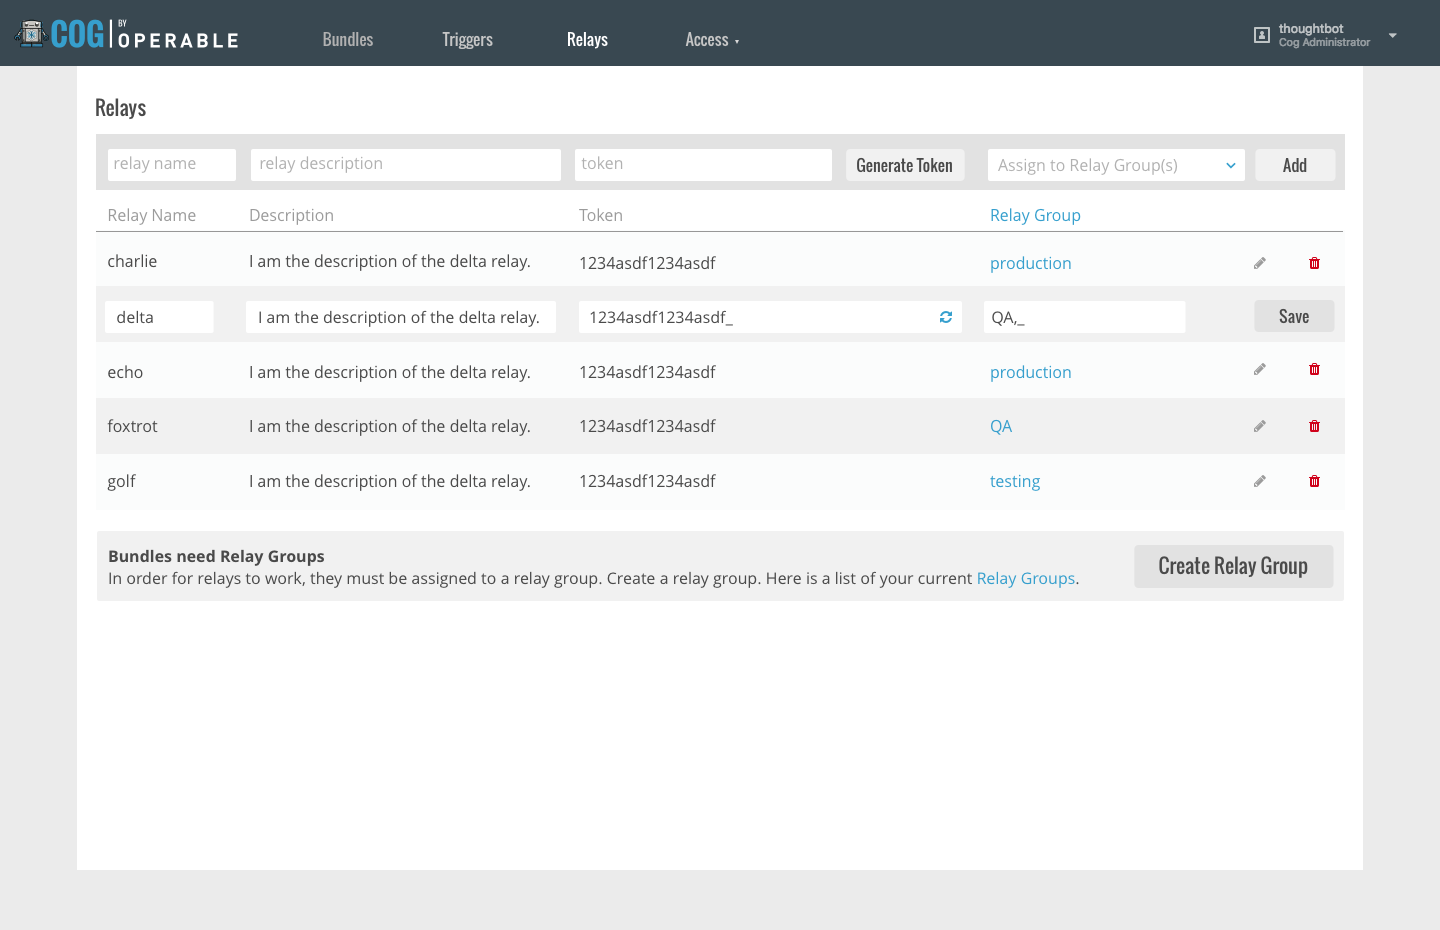 COG BY OPERABLE
Bundles Triggers Relays Access
thoughtbot
Cog Administrator
Relays
relay name relay description token Generate Token Assign to Relay Group(s) Add
Relay Name Description Token Relay Group
charlie I am the description of the delta relay. 1234asdf1234asdf production
delta I am the description of the delta relay. 1234asdf1234asdf_ QA,_ Save
echo I am the description of the delta relay. 1234asdf1234asdf production
foxtrot I am the description of the delta relay. 1234asdf1234asdf QA
golf I am the description of the delta relay. 1234asdf1234asdf testing
Bundles need Relay Groups
In order for relays to work, they must be assigned to a relay group. Create a relay group. Here is a list of your current Relay Groups.
Create Relay Group